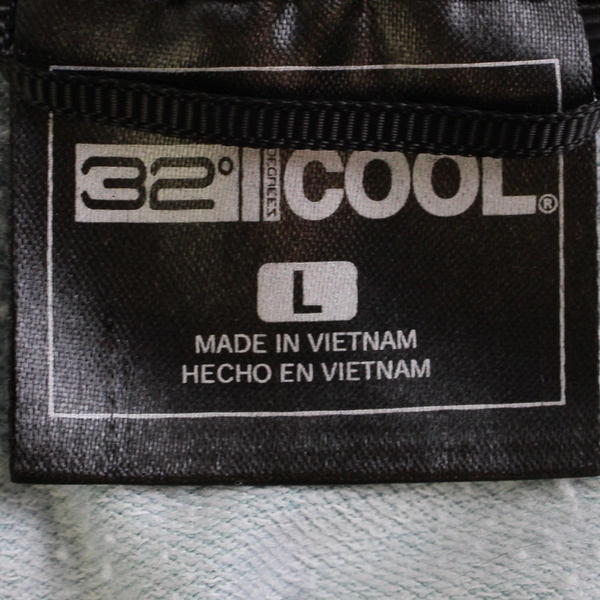 32° DEGREES COOL®
L
MADE IN VIETNAM
HECHO EN VIETNAM